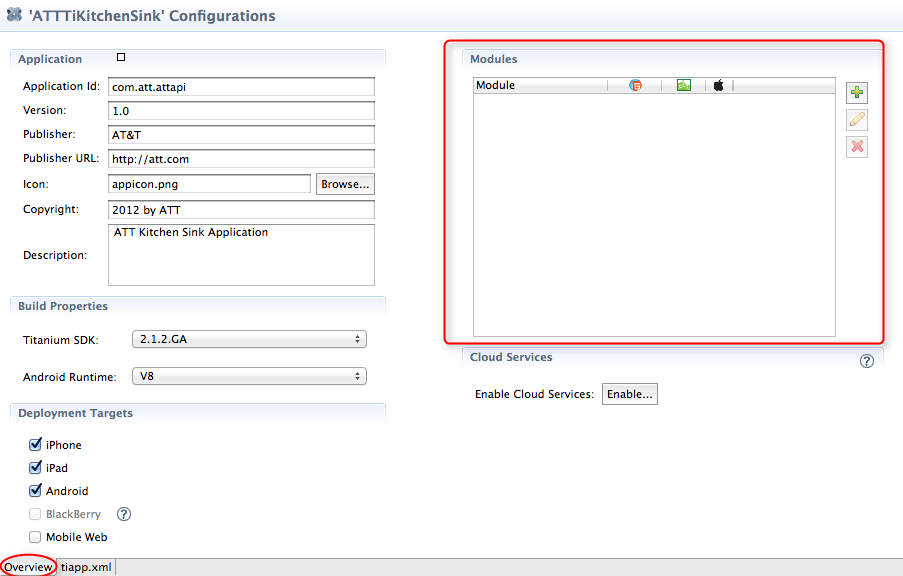 'ATTTiKitchenSink' Configurations
Application
Application Id: com.att.attapi
Version: 1.0
Publisher: AT&T
Publisher URL: http://att.com
Icon: appicon.png Browse...
Copyright: 2012 by ATT
Description: ATT Kitchen Sink Application
Build Properties
Titanium SDK: 2.1.2.GA
Android Runtime: V8
Deployment Targets
iPhone
iPad
Android
BlackBerry ?
Mobile Web
Modules
Module
Cloud Services ?
Enable Cloud Services: Enable...
Overview tiapp.xml